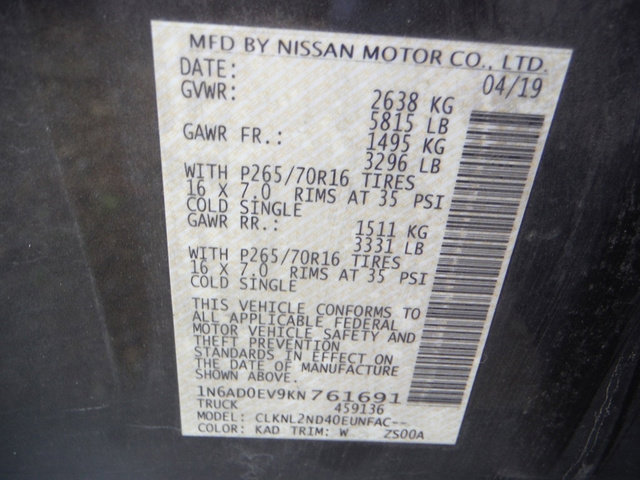 MFD BY NISSAN MOTOR CO., LTD.
DATE: 04/19
GVWR: 2638 KG
5815 LB
GAWR FR.: 1495 KG
3296 LB
WITH P265/70R16 TIRES
16 X 7.0 RIMS AT 35 PSI
COLD SINGLE
GAWR RR.: 1511 KG
3331 LB
WITH P265/70R16 TIRES
16 X 7.0 RIMS AT 35 PSI
COLD SINGLE
THIS VEHICLE CONFORMS TO
ALL APPLICABLE FEDERAL
MOTOR VEHICLE SAFETY AND
THEFT PREVENTION
STANDARDS IN EFFECT ON
THE DATE OF MANUFACTURE
SHOWN ABOVE.
1N6AD0EV9KN761691
TRUCK 459136
MODEL: CLKNL2ND40EUNFAC--
COLOR: KAD TRIM: W ZS00A